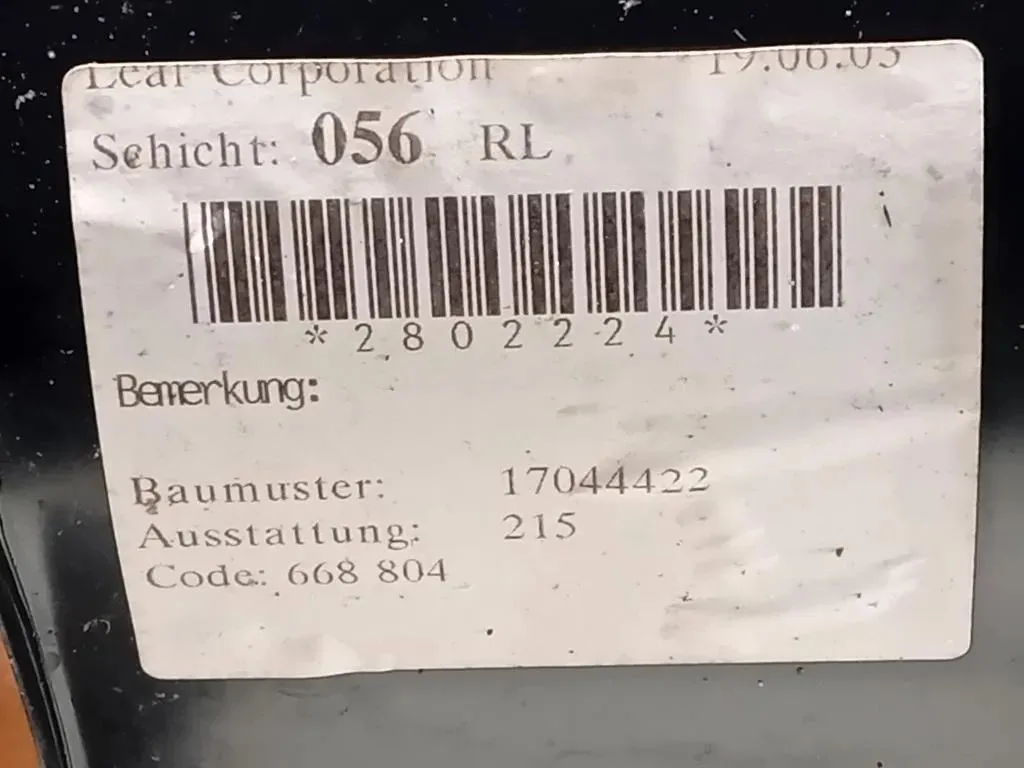 Lear Corporation 19.06.03
Schicht: 056 RL
*2802224*
Bemerkung:
Baumuster: 17044422
Ausstattung: 215
Code: 668 804